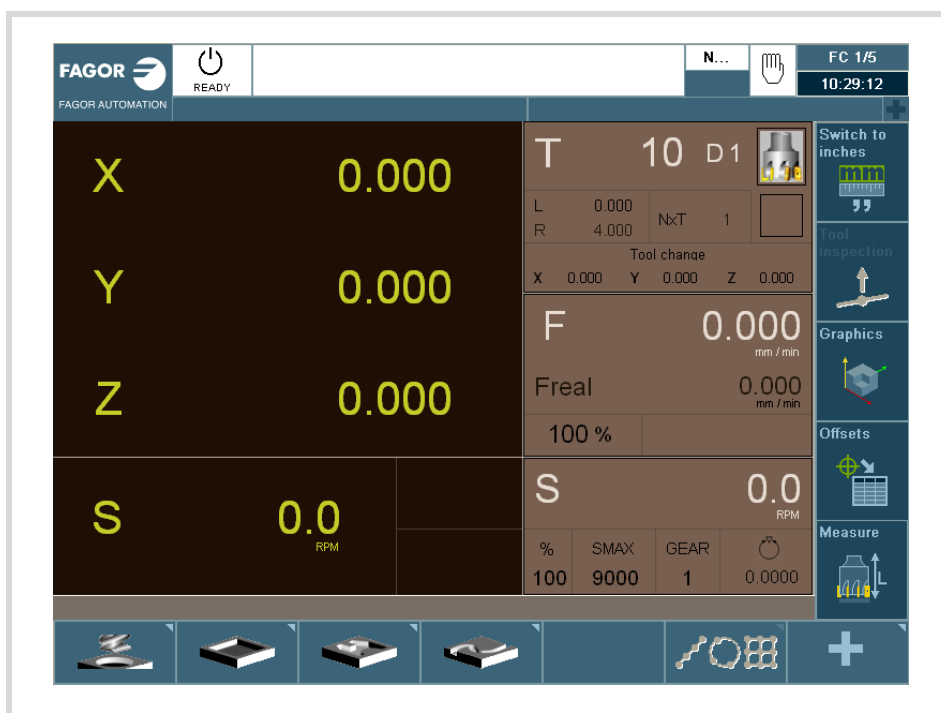 FAGOR
FAGOR AUTOMATION
READY
N...
FC 1/5
10:29:12
X 0.000
Y 0.000
Z 0.000
S 0.0
RPM
T 10 D 1
L 0.000
R 4.000
NxT 1
Tool change
X 0.000 Y 0.000 Z 0.000
F 0.000
mm / min
Freal 0.000
mm / min
100 %
S 0.0
RPM
% SMAX GEAR
100 9000 1 0.0000
Switch to
inches
mm
Tool
inspection
Graphics
Offsets
Measure
L